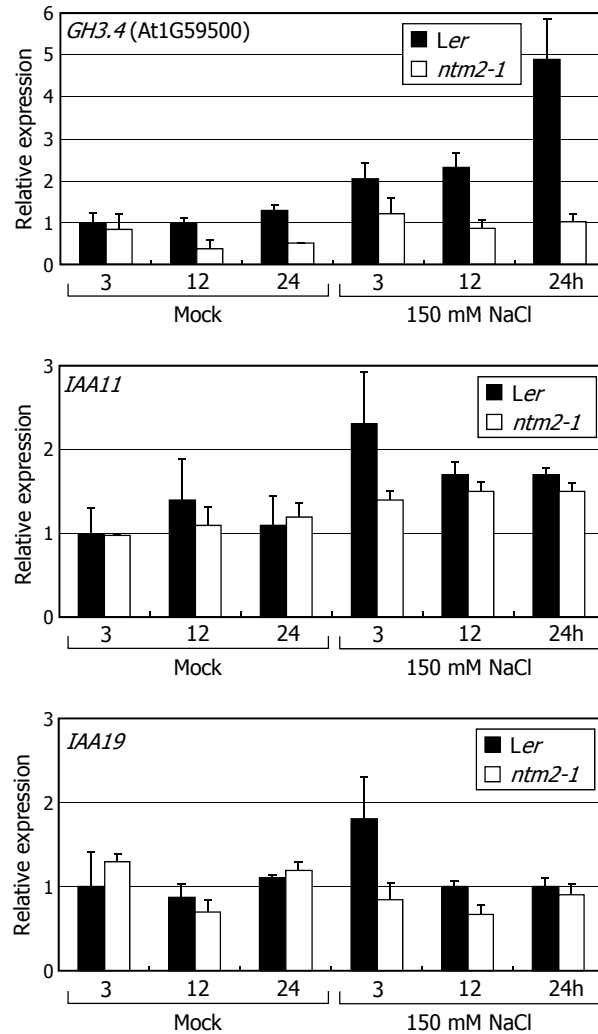 GH3.4 (At1G59500)
Ler
ntm2-1
Relative expression
6
5
4
3
2
1
0
3 12 24 3 12 24h
Mock 150 mM NaCl
IAA11
Ler
ntm2-1
Relative expression
3
2
1
0
3 12 24 3 12 24h
Mock 150 mM NaCl
IAA19
Ler
ntm2-1
Relative expression
3
2
1
0
3 12 24 3 12 24h
Mock 150 mM NaCl